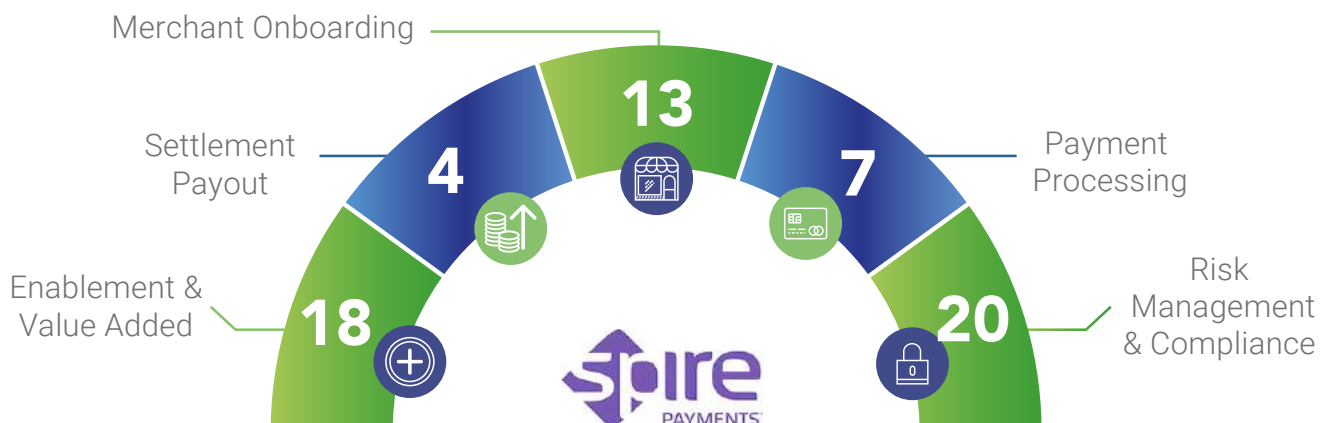 Merchant Onboarding
13
Settlement
Payout
4
7
Payment
Processing
Enablement &
Value Added
18
20
Risk
Management
& Compliance
0
spire
PAYMENTS